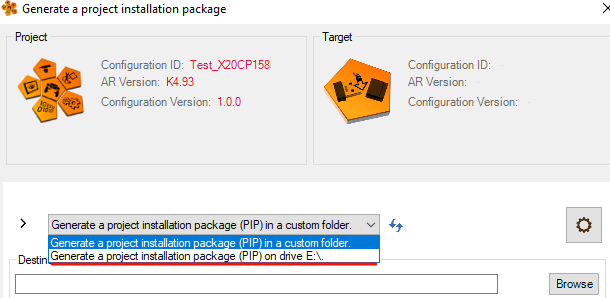 Generate a project installation package
Project
Configuration ID: Test_X20CP158
AR Version: K4.93
Configuration Version: 1.0.0
Target
Configuration ID:
AR Version:
Configuration Version:
Generate a project installation package (PIP) in a custom folder.
Generate a project installation package (PIP) in a custom folder.
Generate a project installation package (PIP) on drive E:\.
Destin
Browse